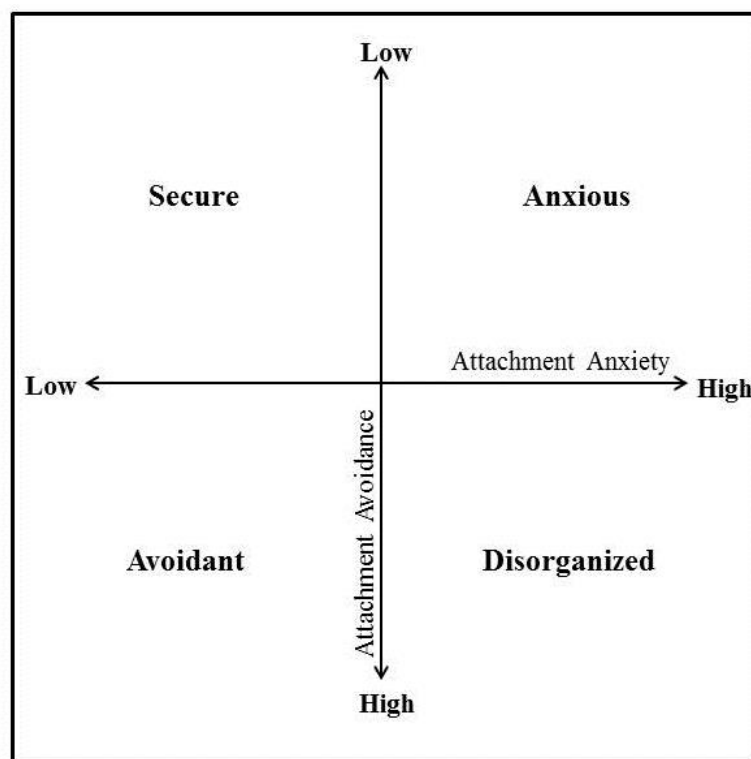 Low
Secure
Anxious
Attachment Anxiety
Low
High
Attachment Avoidance
Avoidant
Disorganized
High